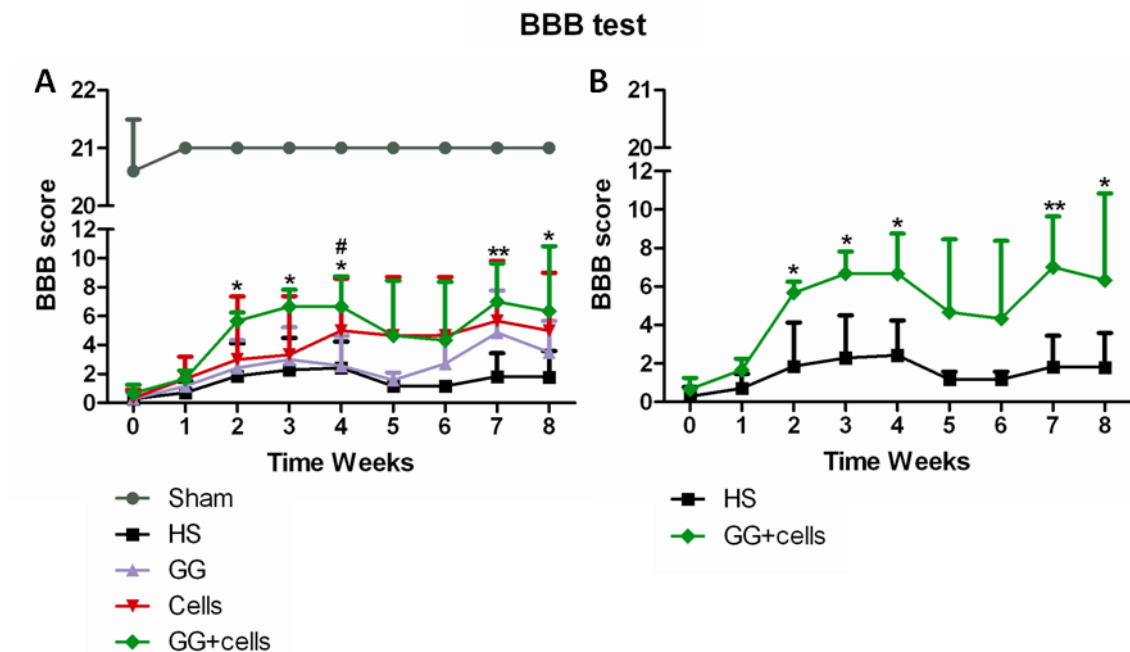 BBB test
A
22
21
20
12
10
8
6
4
2
0
BBB score
#
* * * ** *
0 1 2 3 4 5 6 7 8
Time Weeks
Sham
HS
GG
Cells
GG+cells
B
21
20
12
10
8
6
4
2
0
BBB score
* * * ** *
0 1 2 3 4 5 6 7 8
Time Weeks
HS
GG+cells